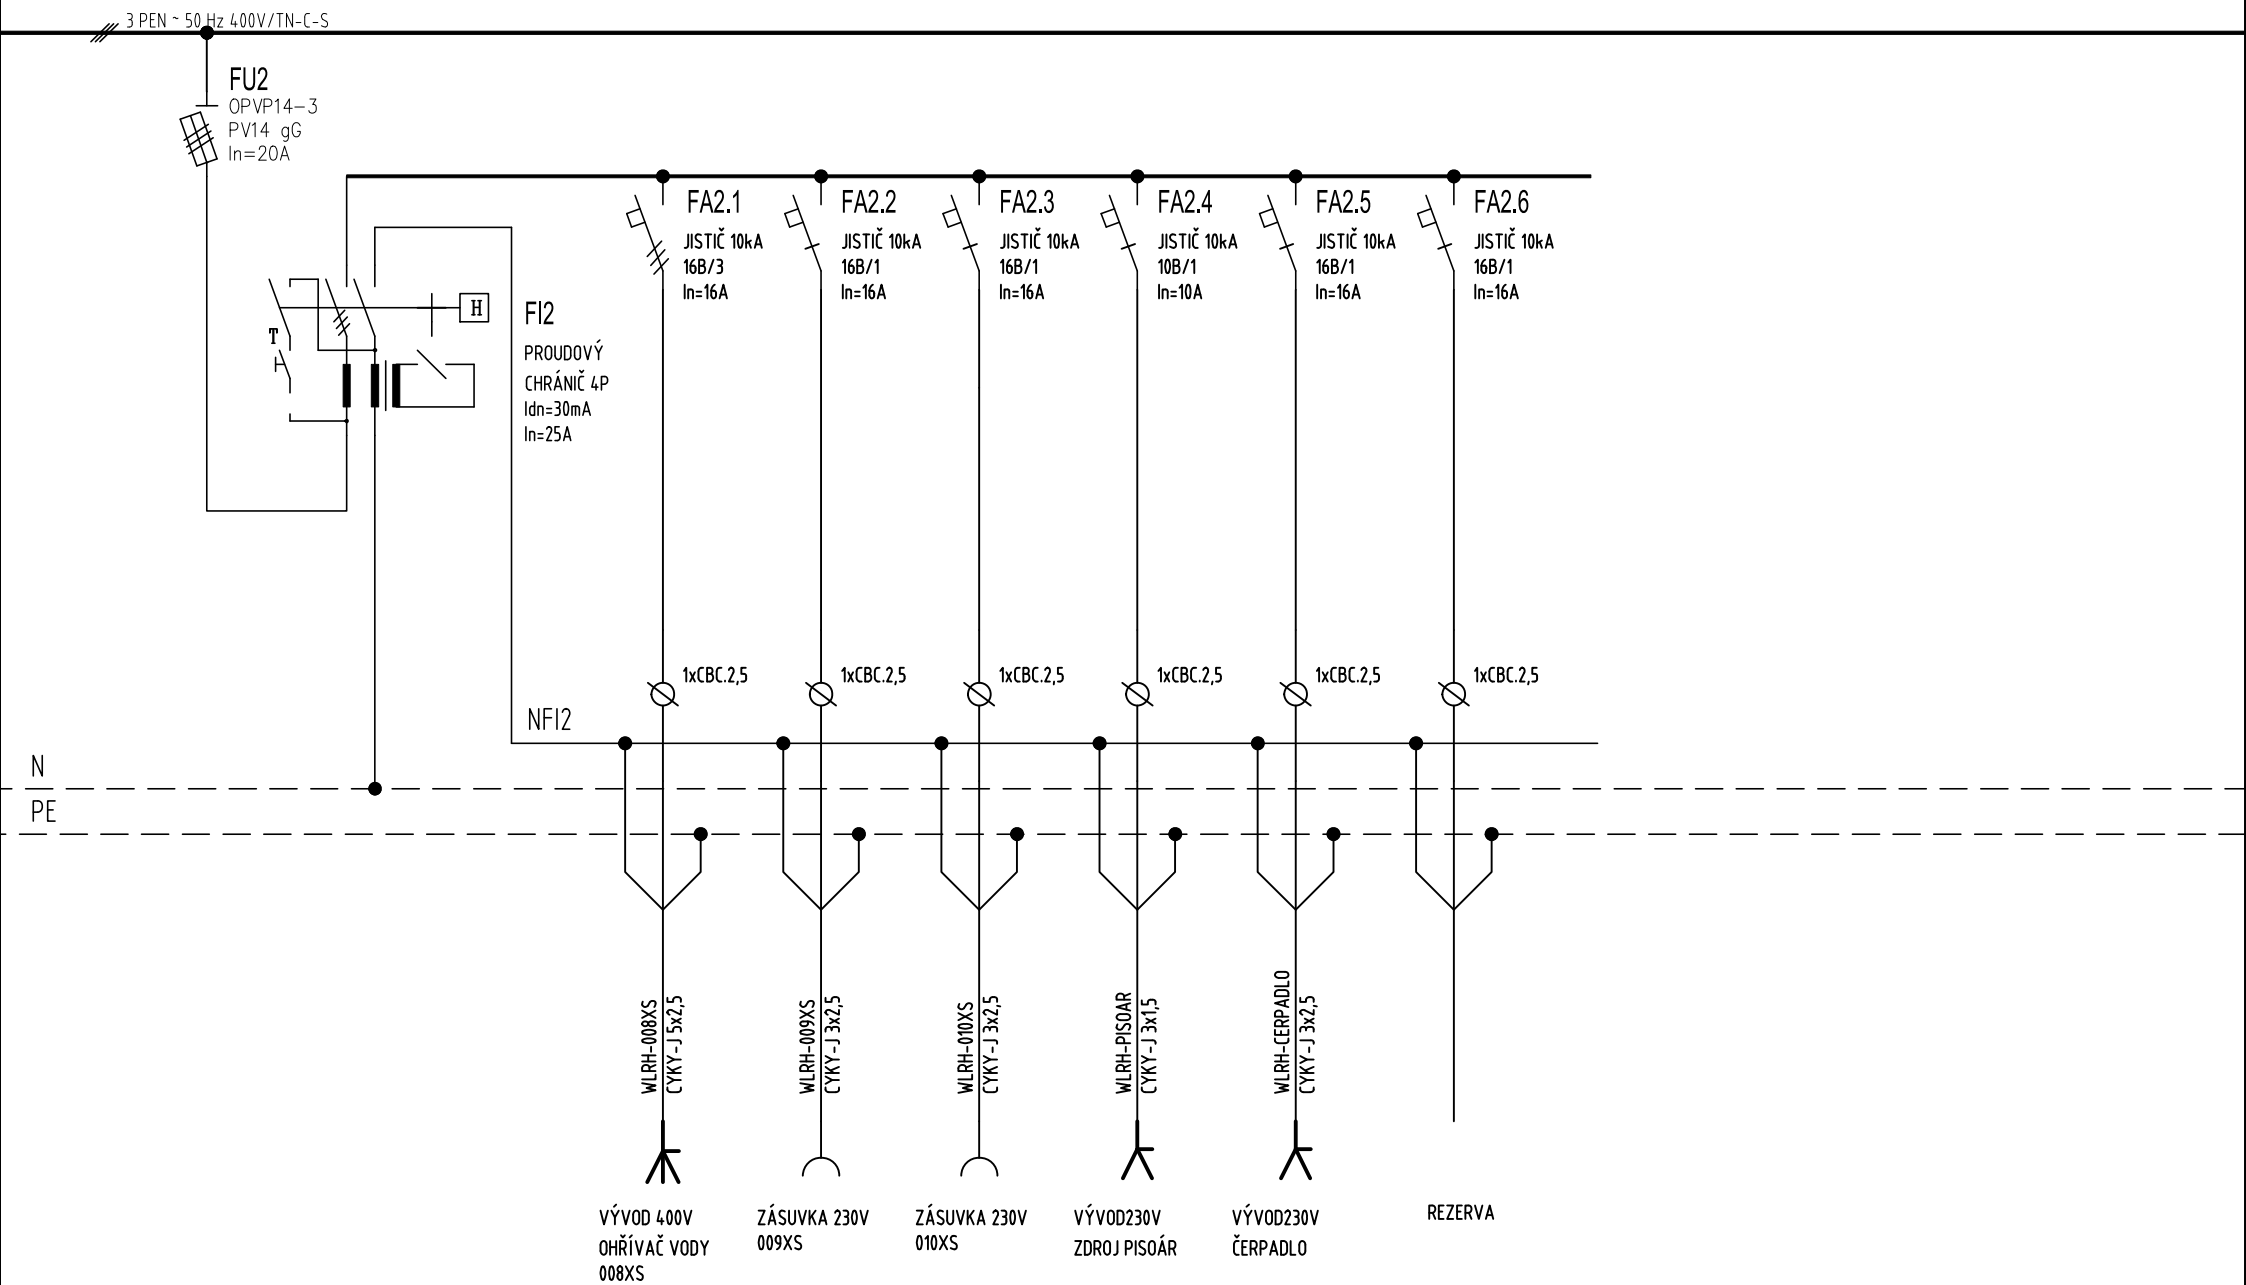 3 PEN ~ 50 Hz 400V/TN-C-S
FU2
OPVP14-3
PV14 gG
In=20A
FA2.1
JISTIČ 10kA
16B/3
In=16A
FA2.2
JISTIČ 10kA
16B/1
In=16A
FA2.3
JISTIČ 10kA
16B/1
In=16A
FA2.4
JISTIČ 10kA
10B/1
In=10A
FA2.5
JISTIČ 10kA
16B/1
In=16A
FA2.6
JISTIČ 10kA
16B/1
In=16A
H
T
FI2
PROUDOVÝ
CHRÁNIČ 4P
Idn=30mA
In=25A
1xCBC.2,5
1xCBC.2,5
1xCBC.2,5
1xCBC.2,5
1xCBC.2,5
1xCBC.2,5
NFI2
N
PE
WLRH-008XS
CYKY-J 5x2,5
WLRH-009XS
CYKY-J 3x2,5
WLRH-010XS
CYKY-J 3x2,5
WLRH-PISOAR
CYKY-J 3x1,5
WLRH-CERPADLO
CYKY-J 3x2,5
VÝVOD 400V
OHŘÍVAČ VODY
008XS
ZÁSUVKA 230V
009XS
ZÁSUVKA 230V
010XS
VÝVOD230V
ZDROJ PISOÁR
VÝVOD230V
ČERPADLO
REZERVA